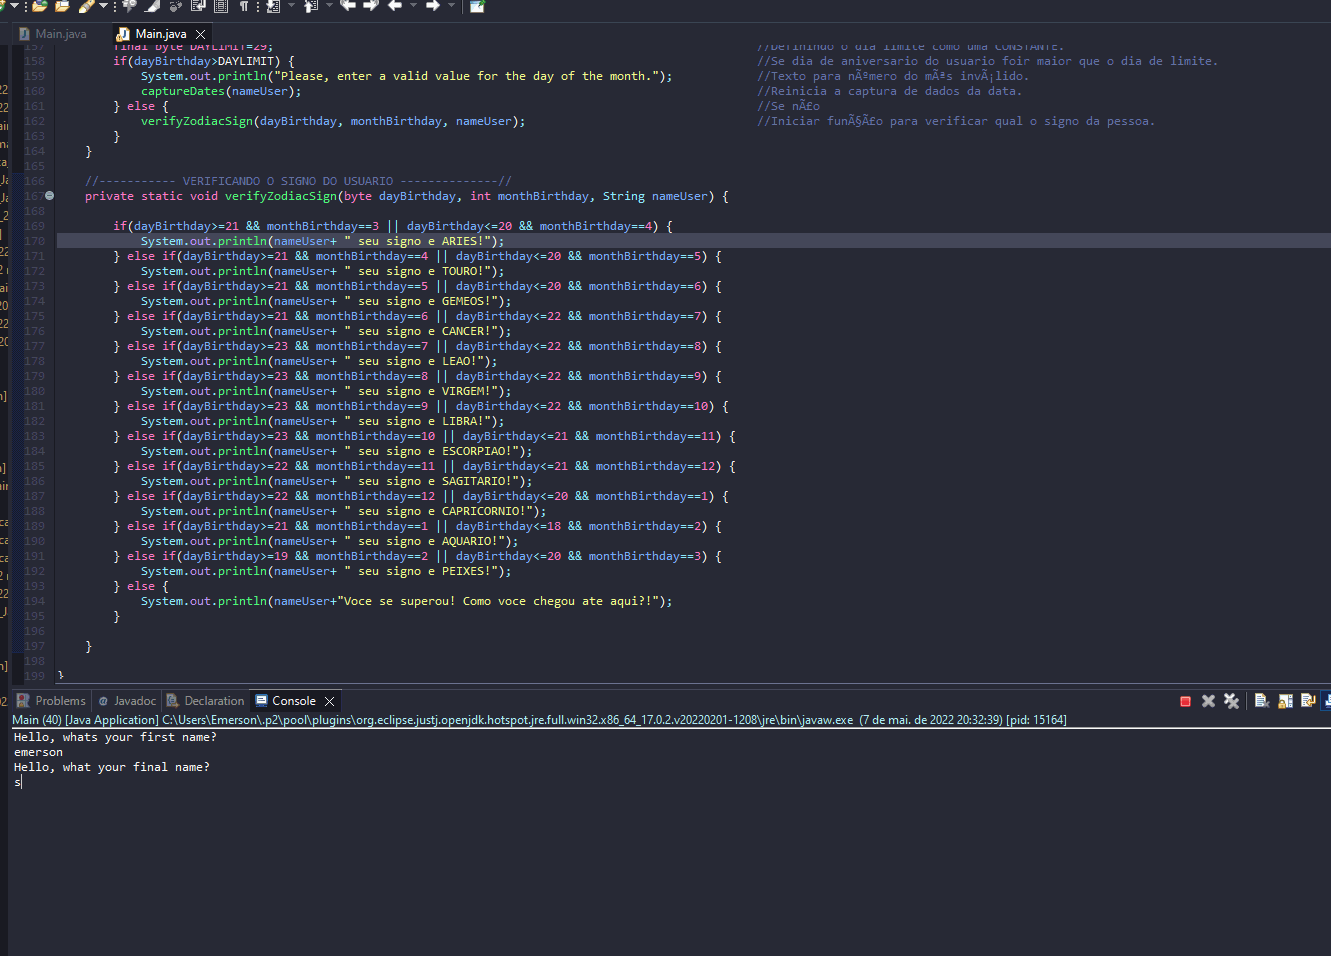 Main.java
Main.java
157 final byte DAYLIMIT=29; //Definindo o dia limite como uma CONSTANTE.
158 if(dayBirthday>DAYLIMIT) { //Se dia de aniversario do usuario foir maior que o dia de limite.
159 System.out.println("Please, enter a valid value for the day of the month."); //Texto para nÃºmero do mÃªs invÃ¡lido.
160 captureDates(nameUser); //Reinicia a captura de dados da data.
161 } else { //Se nÃ£o
162 verifyZodiacSign(dayBirthday, monthBirthday, nameUser); //Iniciar funÃ§Ã£o para verificar qual o signo da pessoa.
163 }
164 }
165
166 //----------- VERIFICANDO O SIGNO DO USUARIO --------------//
167 private static void verifyZodiacSign(byte dayBirthday, int monthBirthday, String nameUser) {
168
169 if(dayBirthday>=21 && monthBirthday==3 || dayBirthday<=20 && monthBirthday==4) {
170 System.out.println(nameUser+ " seu signo e ARIES!");
171 } else if(dayBirthday>=21 && monthBirthday==4 || dayBirthday<=20 && monthBirthday==5) {
172 System.out.println(nameUser+ " seu signo e TOURO!");
173 } else if(dayBirthday>=21 && monthBirthday==5 || dayBirthday<=20 && monthBirthday==6) {
174 System.out.println(nameUser+ " seu signo e GEMEOS!");
175 } else if(dayBirthday>=21 && monthBirthday==6 || dayBirthday<=22 && monthBirthday==7) {
176 System.out.println(nameUser+ " seu signo e CANCER!");
177 } else if(dayBirthday>=23 && monthBirthday==7 || dayBirthday<=22 && monthBirthday==8) {
178 System.out.println(nameUser+ " seu signo e LEAO!");
179 } else if(dayBirthday>=23 && monthBirthday==8 || dayBirthday<=22 && monthBirthday==9) {
180 System.out.println(nameUser+ " seu signo e VIRGEM!");
181 } else if(dayBirthday>=23 && monthBirthday==9 || dayBirthday<=22 && monthBirthday==10) {
182 System.out.println(nameUser+ " seu signo e LIBRA!");
183 } else if(dayBirthday>=23 && monthBirthday==10 || dayBirthday<=21 && monthBirthday==11) {
184 System.out.println(nameUser+ " seu signo e ESCORPIAO!");
185 } else if(dayBirthday>=22 && monthBirthday==11 || dayBirthday<=21 && monthBirthday==12) {
186 System.out.println(nameUser+ " seu signo e SAGITARIO!");
187 } else if(dayBirthday>=22 && monthBirthday==12 || dayBirthday<=20 && monthBirthday==1) {
188 System.out.println(nameUser+ " seu signo e CAPRICORNIO!");
189 } else if(dayBirthday>=21 && monthBirthday==1 || dayBirthday<=18 && monthBirthday==2) {
190 System.out.println(nameUser+ " seu signo e AQUARIO!");
191 } else if(dayBirthday>=19 && monthBirthday==2 || dayBirthday<=20 && monthBirthday==3) {
192 System.out.println(nameUser+ " seu signo e PEIXES!");
193 } else {
194 System.out.println(nameUser+"Voce se superou! Como voce chegou ate aqui?!");
195 }
196
197 }
198
199 }
Problems @ Javadoc Declaration Console
Main (40) [Java Application] C:\Users\Emerson\.p2\pool\plugins\org.eclipse.justj.openjdk.hotspot.jre.full.win32.x86_64_17.0.2.v20220201-1208\jre\bin\javaw.exe (7 de mai. de 2022 20:32:39) [pid: 15164]
Hello, whats your first name?
emerson
Hello, what your final name?
s